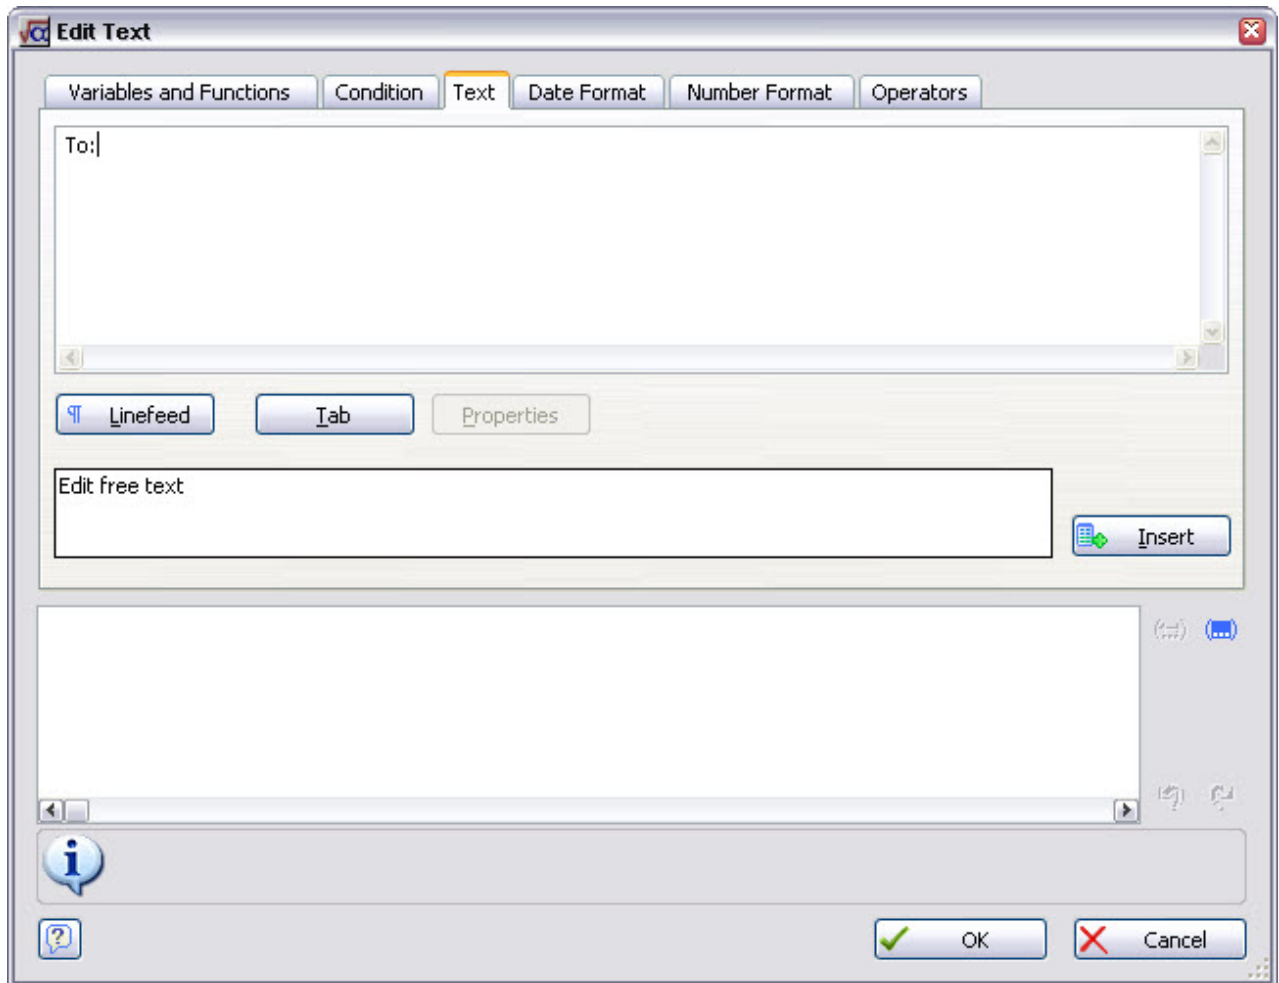 Edit Text
Variables and Functions Condition Text Date Format Number Format Operators
To:
Linefeed Tab Properties
Edit free text
Insert
OK Cancel